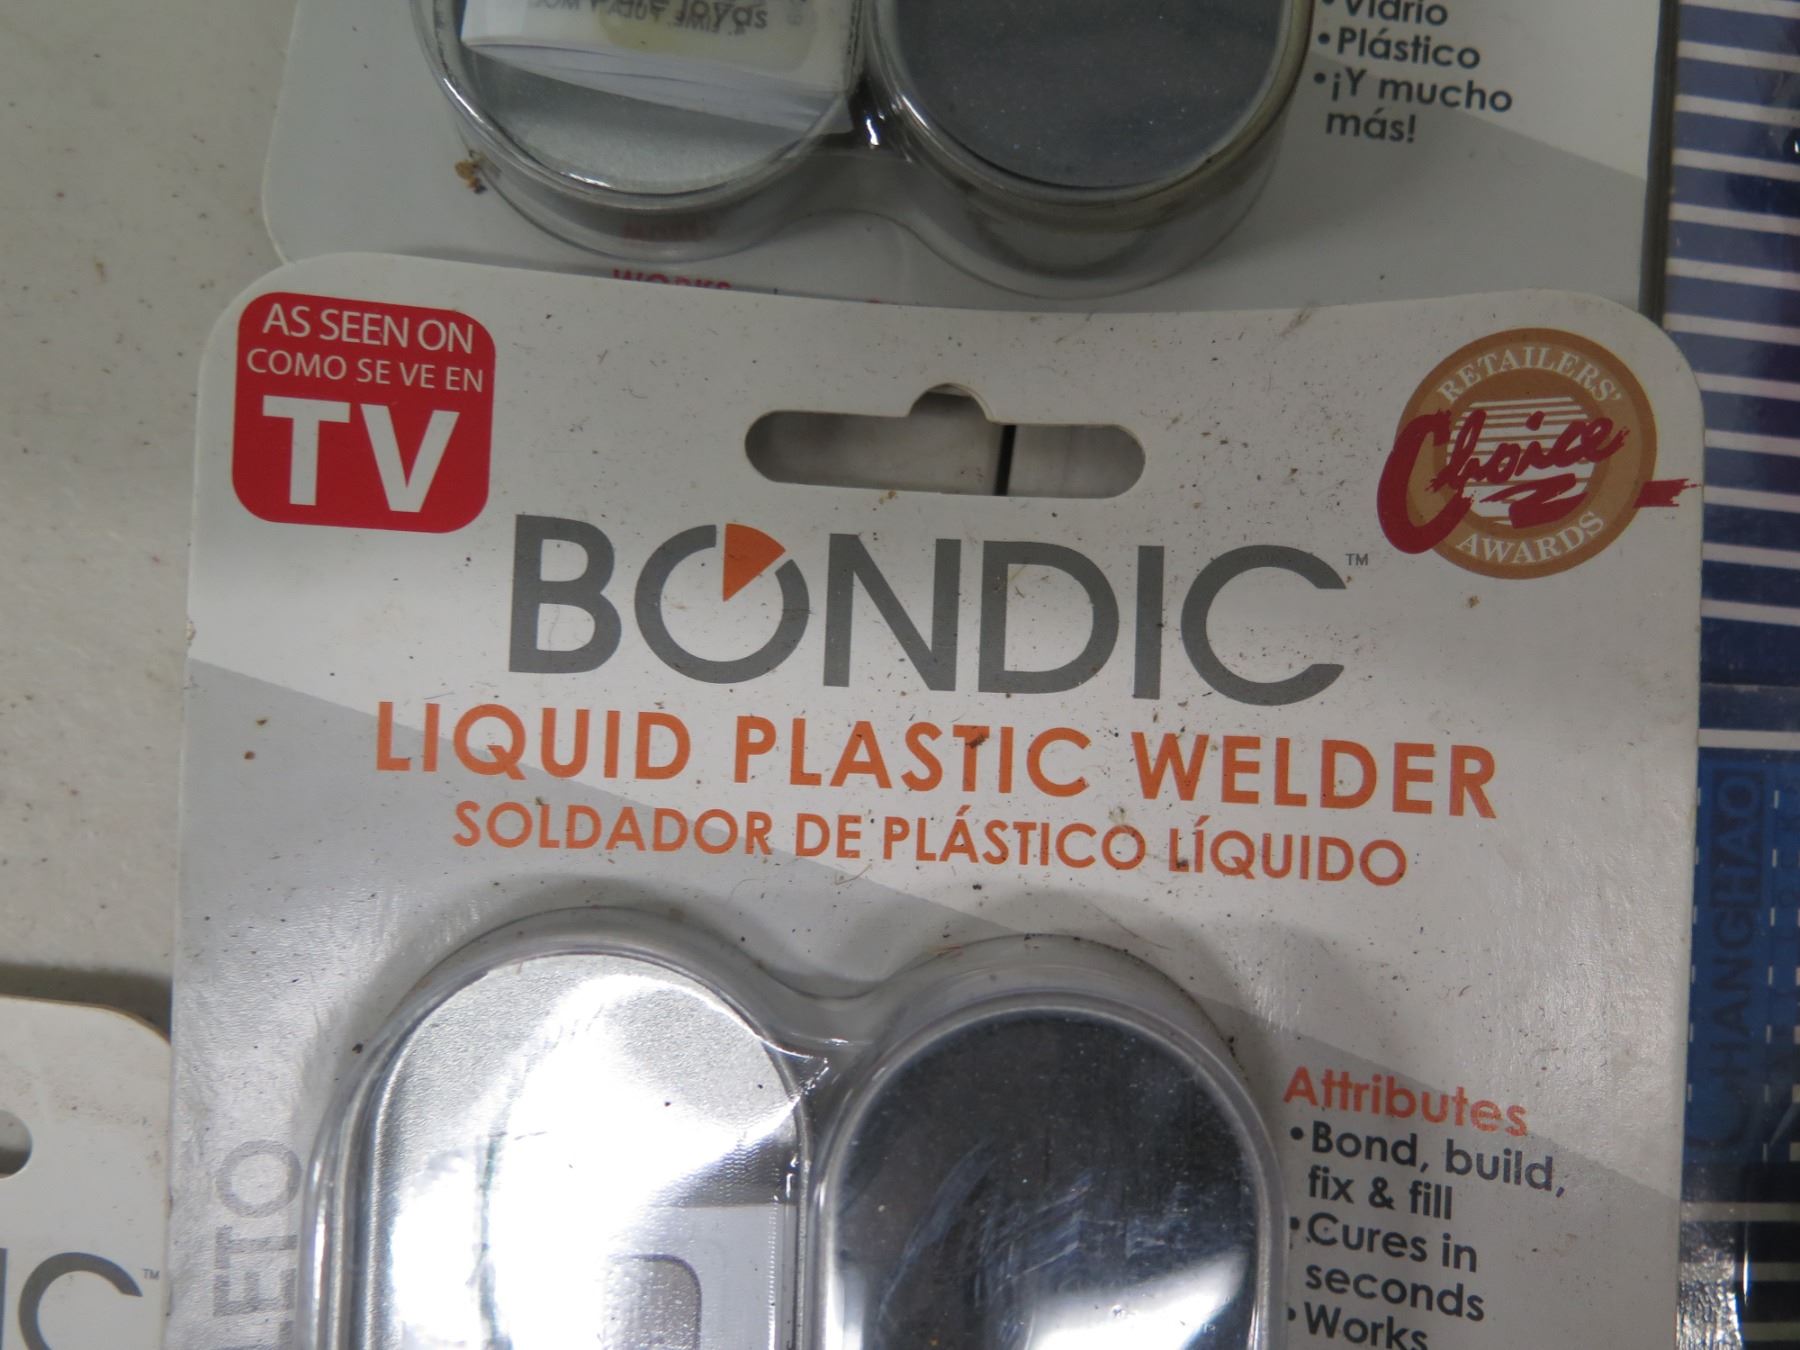 Vidrio
•Plástico
•¡Y mucho
más!
WORKS
AS SEEN ON
COMO SE VE EN
TV
RETAILERS'
Choice
AWARDS
BONDIC™
LIQUID PLASTIC WELDER
SOLDADOR DE PLÁSTICO LÍQUIDO
Attributes
•Bond, build,
fix & fill
•Cures in
seconds
•Works